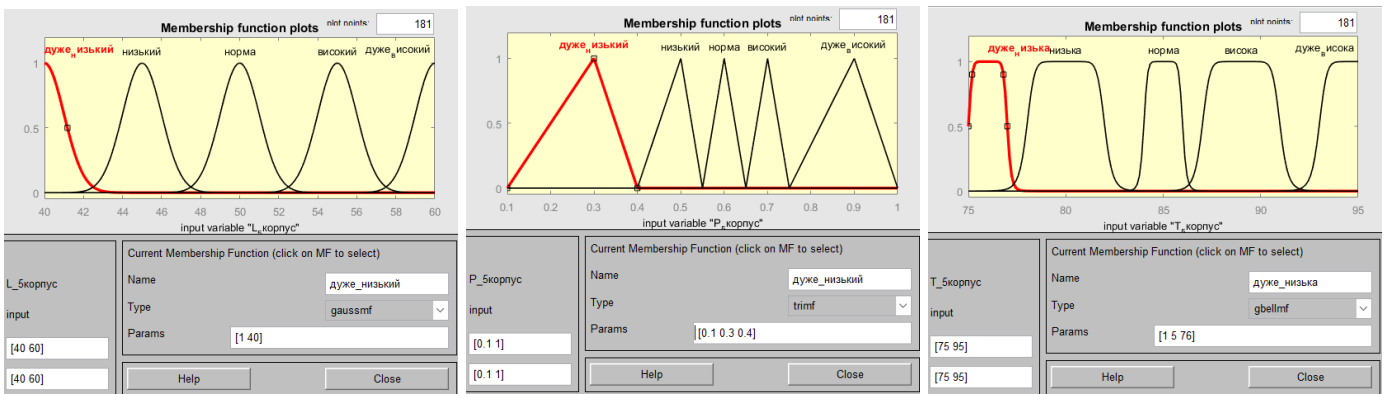 Membership function plots
plot points:
181
дуже_низький
низький
норма
високий
дуже_високий
1
0.5
0
40
42
44
46
48
50
52
54
56
58
60
input variable "L_5корпус"
L_5корпус
input
[40 60]
[40 60]
Current Membership Function (click on MF to select)
Name
дуже_низький
Type
gaussmf
Params
[1 40]
Help
Close
Membership function plots
plot points:
181
дуже_низький
низький
норма
високий
дуже_високий
1
0.5
0
0.1
0.2
0.3
0.4
0.5
0.6
0.7
0.8
0.9
1
input variable "P_5корпус"
P_5корпус
input
[0.1 1]
[0.1 1]
Current Membership Function (click on MF to select)
Name
дуже_низький
Type
trimf
Params
[0.1 0.3 0.4]
Help
Close
Membership function plots
plot points:
181
дуже_низька
низька
норма
висока
дуже_висока
1
0.5
0
75
80
85
90
95
input variable "T_5корпус"
T_5корпус
input
[75 95]
[75 95]
Current Membership Function (click on MF to select)
Name
дуже_низька
Type
gbellmf
Params
[1 5 76]
Help
Close